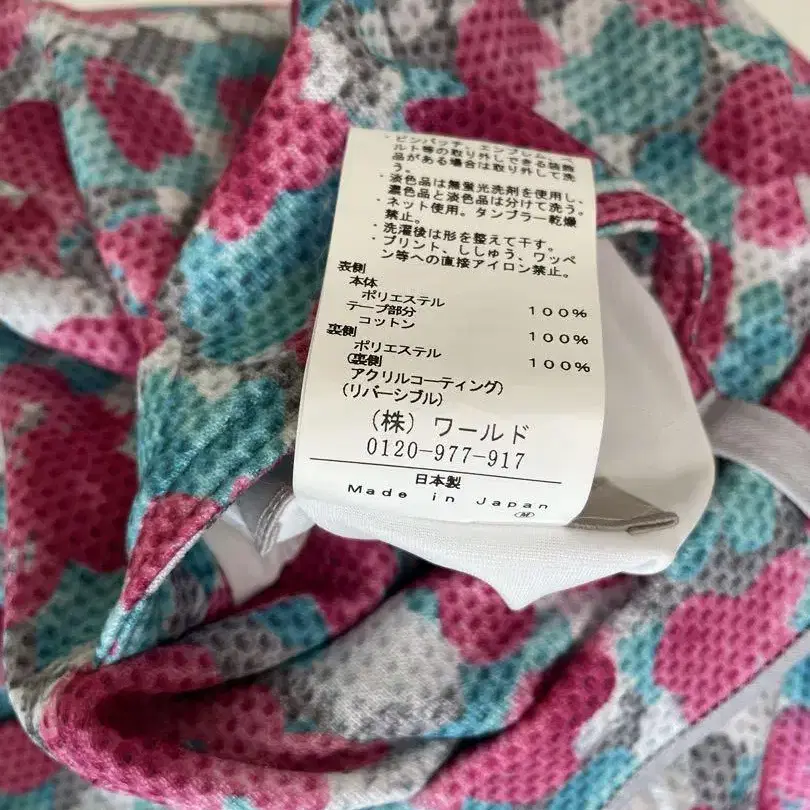 ・ピンバッチ、エンブレム、ベ
ルト等の取り外しできる装飾
品がある場合は取り外して洗
う。
・淡色品は無蛍光洗剤を使用し、
濃色品と淡色品は分けて洗う。
・ネット使用。タンブラー乾燥
禁止。
・洗濯後は形を整えて干す。
・プリント、ししゅう、ワッペ
ン等への直接アイロン禁止。
表側
本体
ポリエステル 100%
テープ部分
コットン 100%
裏側
ポリエステル 100%
(裏側
アクリルコーティング)
(リバーシブル)
(株) ワールド
0120-977-917
日本製
Made in Japan
M